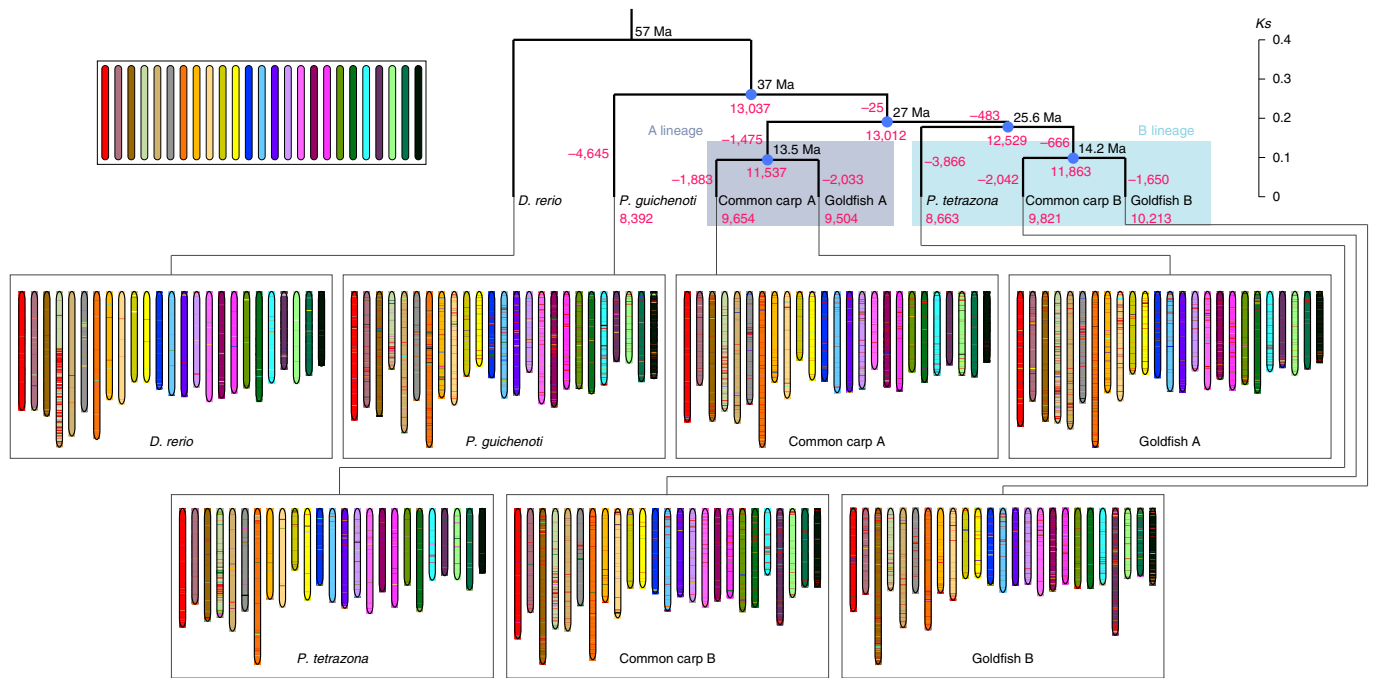 57 Ma
Ks
0.4
0.3
0.2
0.1
0
37 Ma
13,037
−25
27 Ma
13,012
−483
25.6 Ma
12,529
A lineage
B lineage
−1,475
−666
13.5 Ma
14.2 Ma
−4,645
−3,866
11,537
11,863
−1,883
−2,033
−2,042
−1,650
D. rerio
P. guichenoti
Common carp A
Goldfish A
P. tetrazona
Common carp B
Goldfish B
8,392
9,654
9,504
8,663
9,821
10,213
D. rerio
P. guichenoti
Common carp A
Goldfish A
P. tetrazona
Common carp B
Goldfish B